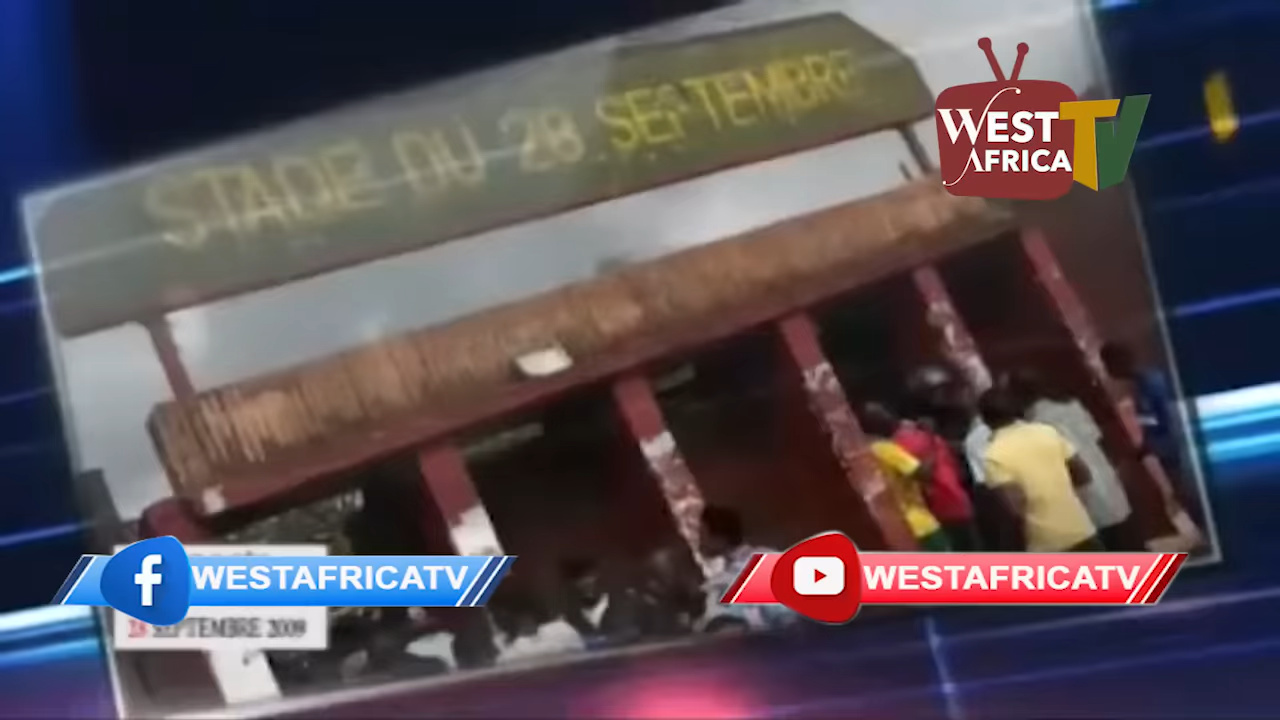 STADE DU 28 SEPTEMBRE
WEST
AFRICA
TV
WESTAFRICATV
WESTAFRICATV
28 SEPTEMBRE 2009